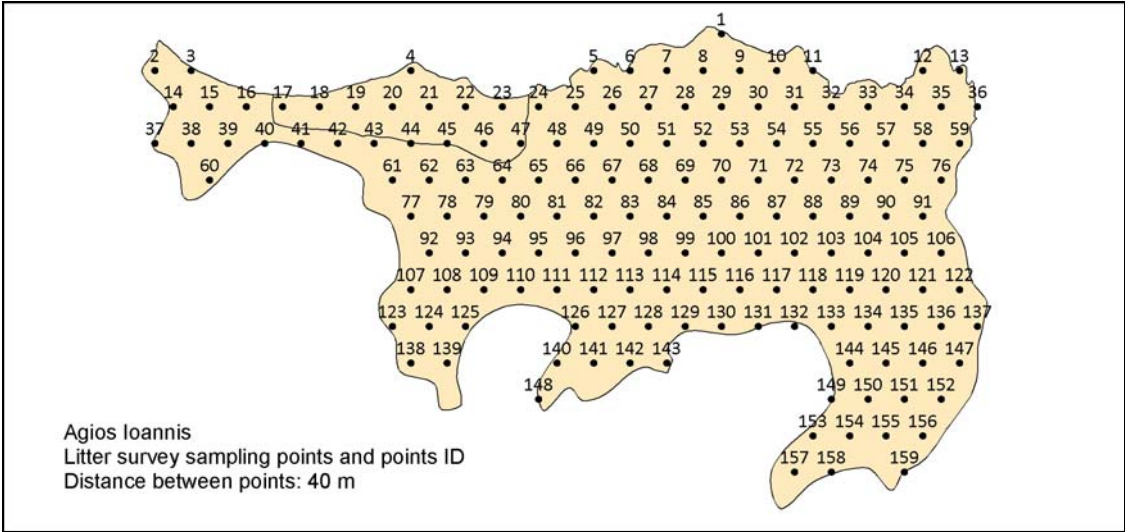 1
2 3 4 5 6 7 8 9 10 11 12 13
14 15 16 17 18 19 20 21 22 23 24 25 26 27 28 29 30 31 32 33 34 35 36
37 38 39 40 41 42 43 44 45 46 47 48 49 50 51 52 53 54 55 56 57 58 59
60 61 62 63 64 65 66 67 68 69 70 71 72 73 74 75 76
77 78 79 80 81 82 83 84 85 86 87 88 89 90 91
92 93 94 95 96 97 98 99 100 101 102 103 104 105 106
107 108 109 110 111 112 113 114 115 116 117 118 119 120 121 122
123 124 125 126 127 128 129 130 131 132 133 134 135 136 137
138 139 140 141 142 143 144 145 146 147
148 149 150 151 152
153 154 155 156
157 158 159
Agios Ioannis
Litter survey sampling points and points ID
Distance between points: 40 m